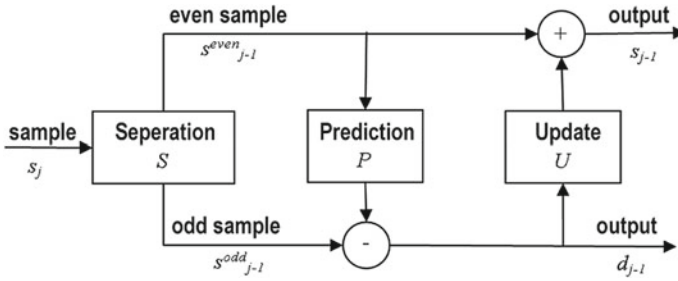 even sample
output
s^even_j-1
+
s_j-1
sample
Seperation
Prediction
Update
s_j
S
P
U
odd sample
output
s^odd_j-1
-
d_j-1